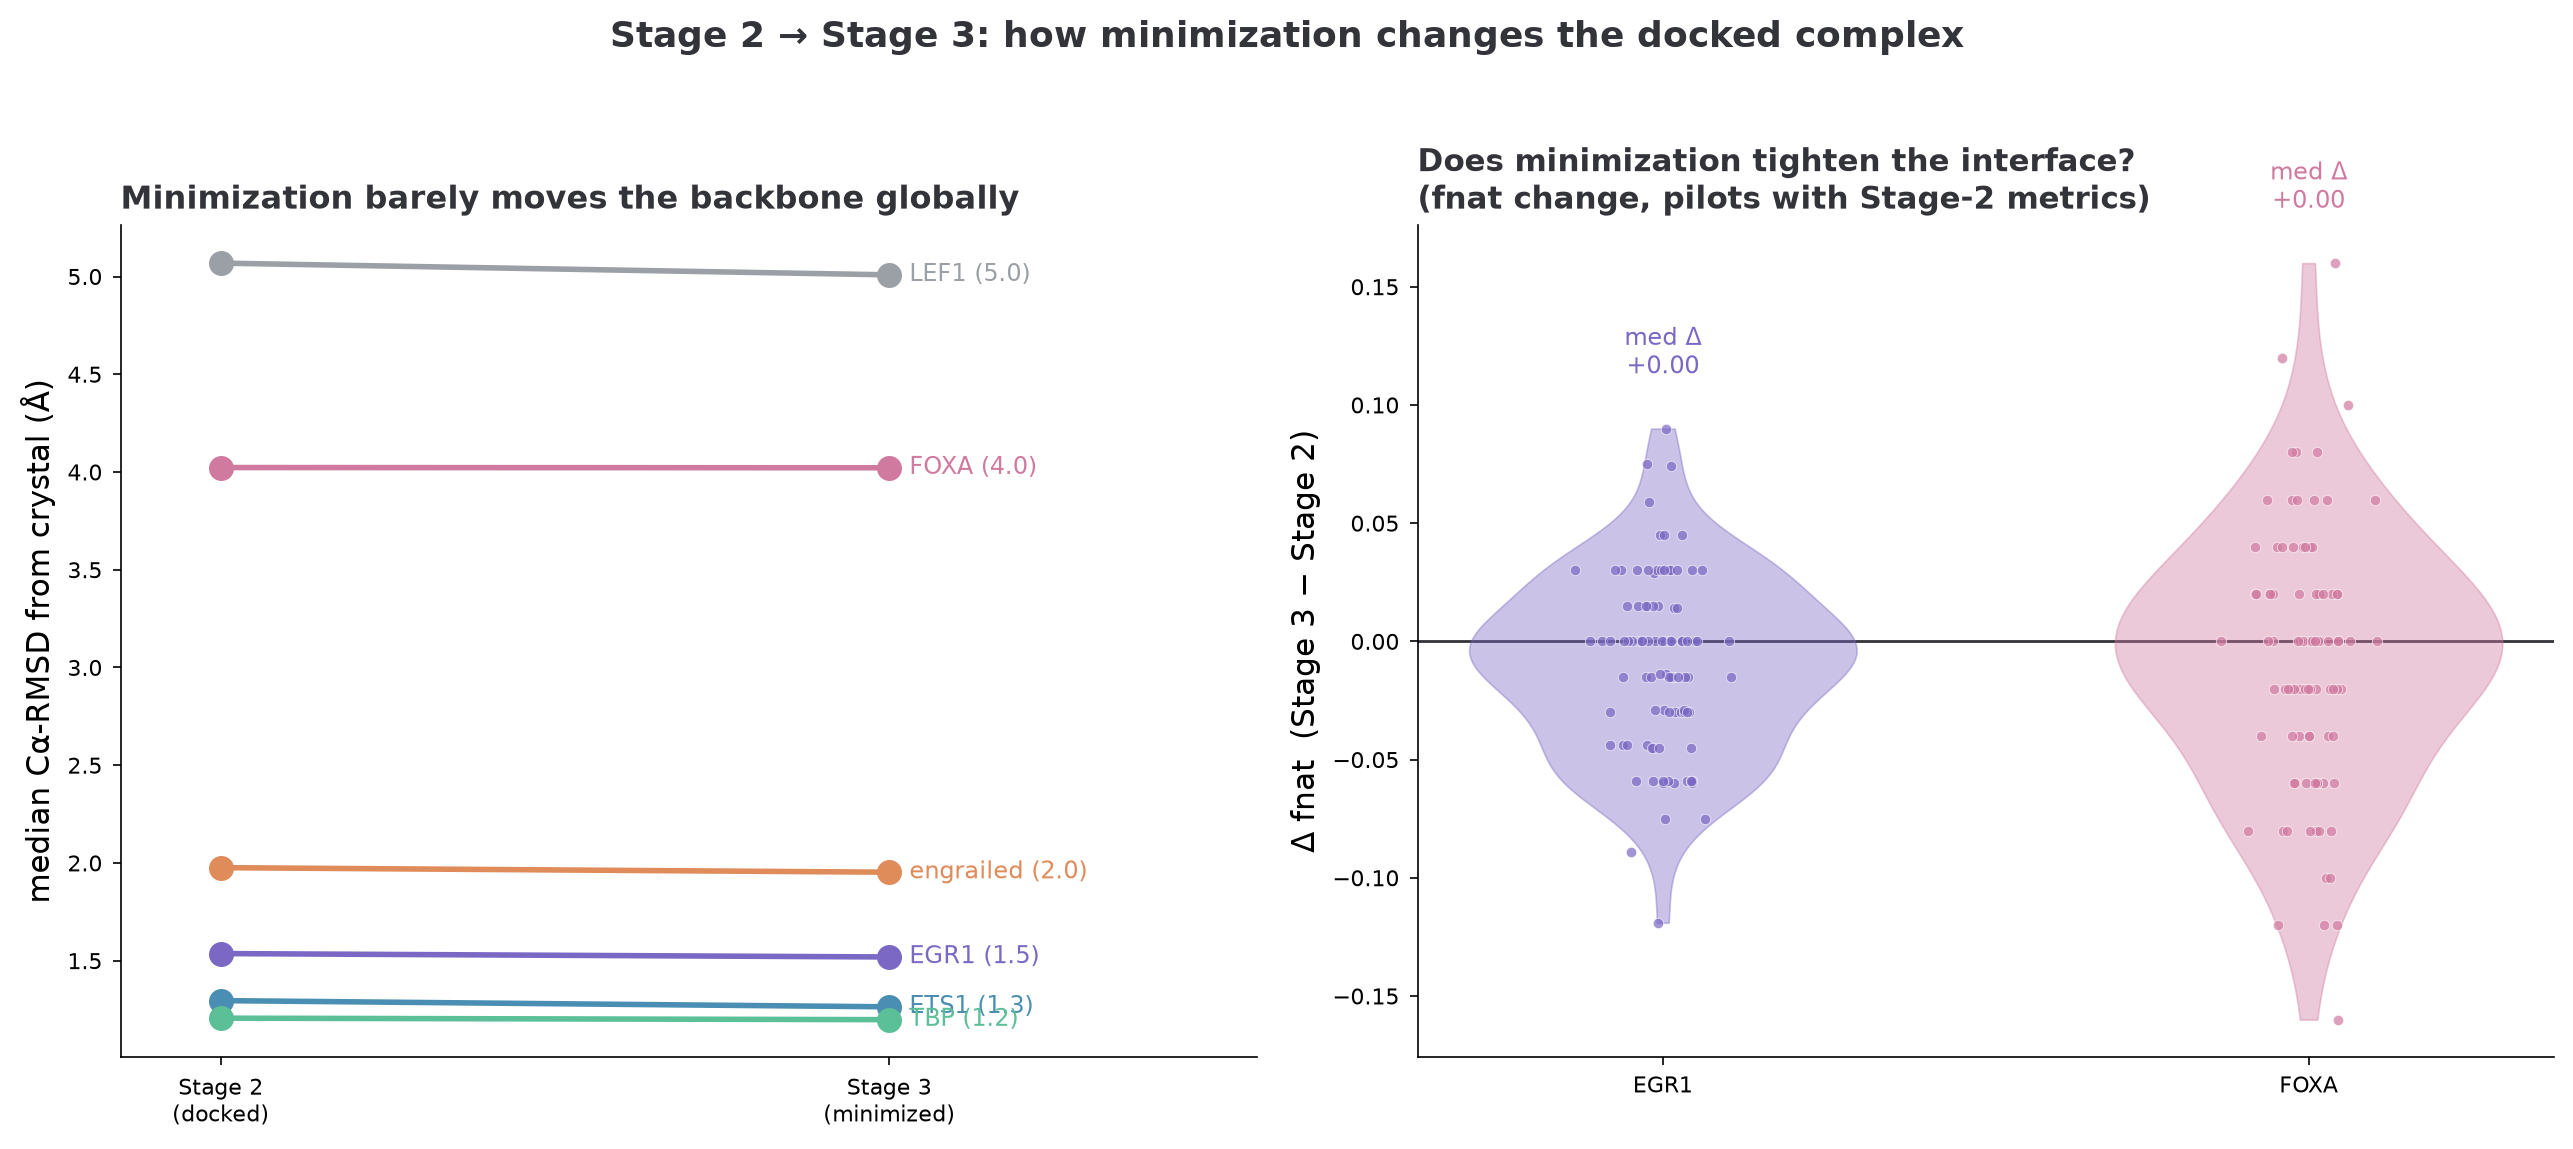 Stage 2 → Stage 3: how minimization changes the docked complex
Minimization barely moves the backbone globally
median Cα-RMSD from crystal (Å)
5.0
4.5
4.0
3.5
3.0
2.5
2.0
1.5
LEF1 (5.0)
FOXA (4.0)
engrailed (2.0)
EGR1 (1.5)
ETS1 (1.3)
TBP (1.2)
Stage 2
(docked)
Stage 3
(minimized)
Does minimization tighten the interface?
(fnat change, pilots with Stage-2 metrics)
Δ fnat (Stage 3 − Stage 2)
0.15
0.10
0.05
0.00
−0.05
−0.10
−0.15
med Δ
+0.00
med Δ
+0.00
EGR1
FOXA